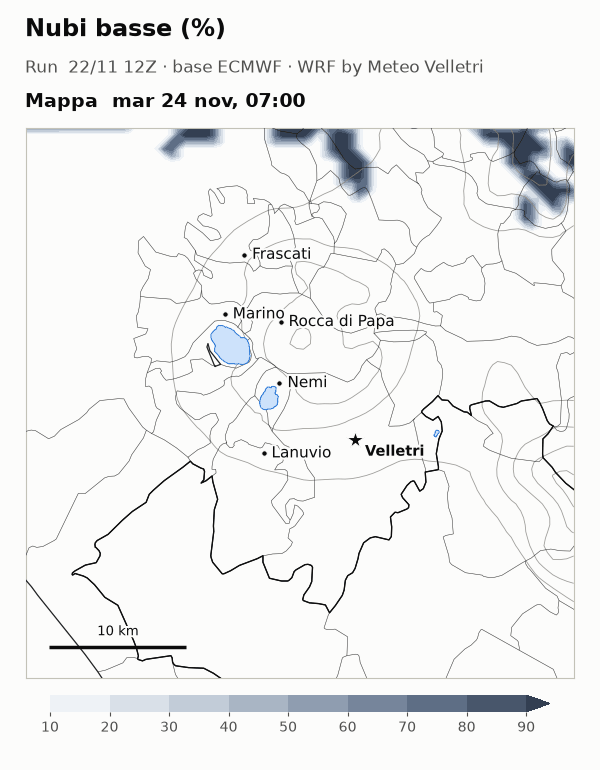 Nubi basse (%)
Run  22/11 12Z · base ECMWF · WRF by Meteo Velletri
Mappa  mar 24 nov, 07:00
Frascati
Marino
Rocca di Papa
Nemi
Velletri
Lanuvio
10 km
10 20 30 40 50 60 70 80 90